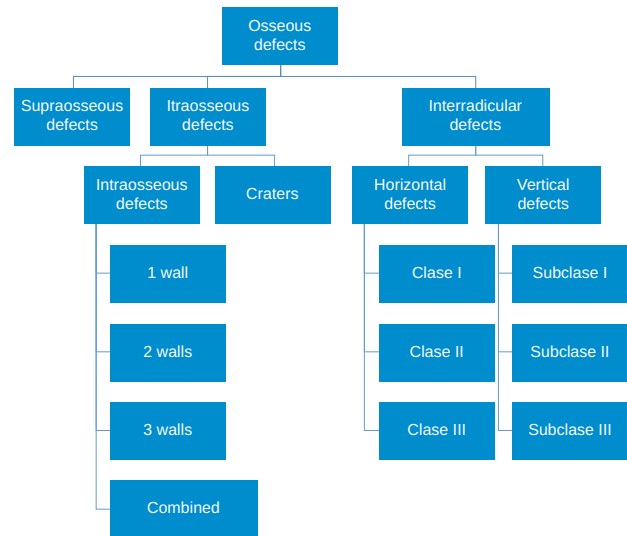 Osseous
defects
Supraosseous
defects
Itraosseous
defects
Interradicular
defects
Intraosseous
defects
Craters
Horizontal
defects
Vertical
defects
1 wall
Clase I
Subclase I
2 walls
Clase II
Subclase II
3 walls
Clase III
Subclase III
Combined